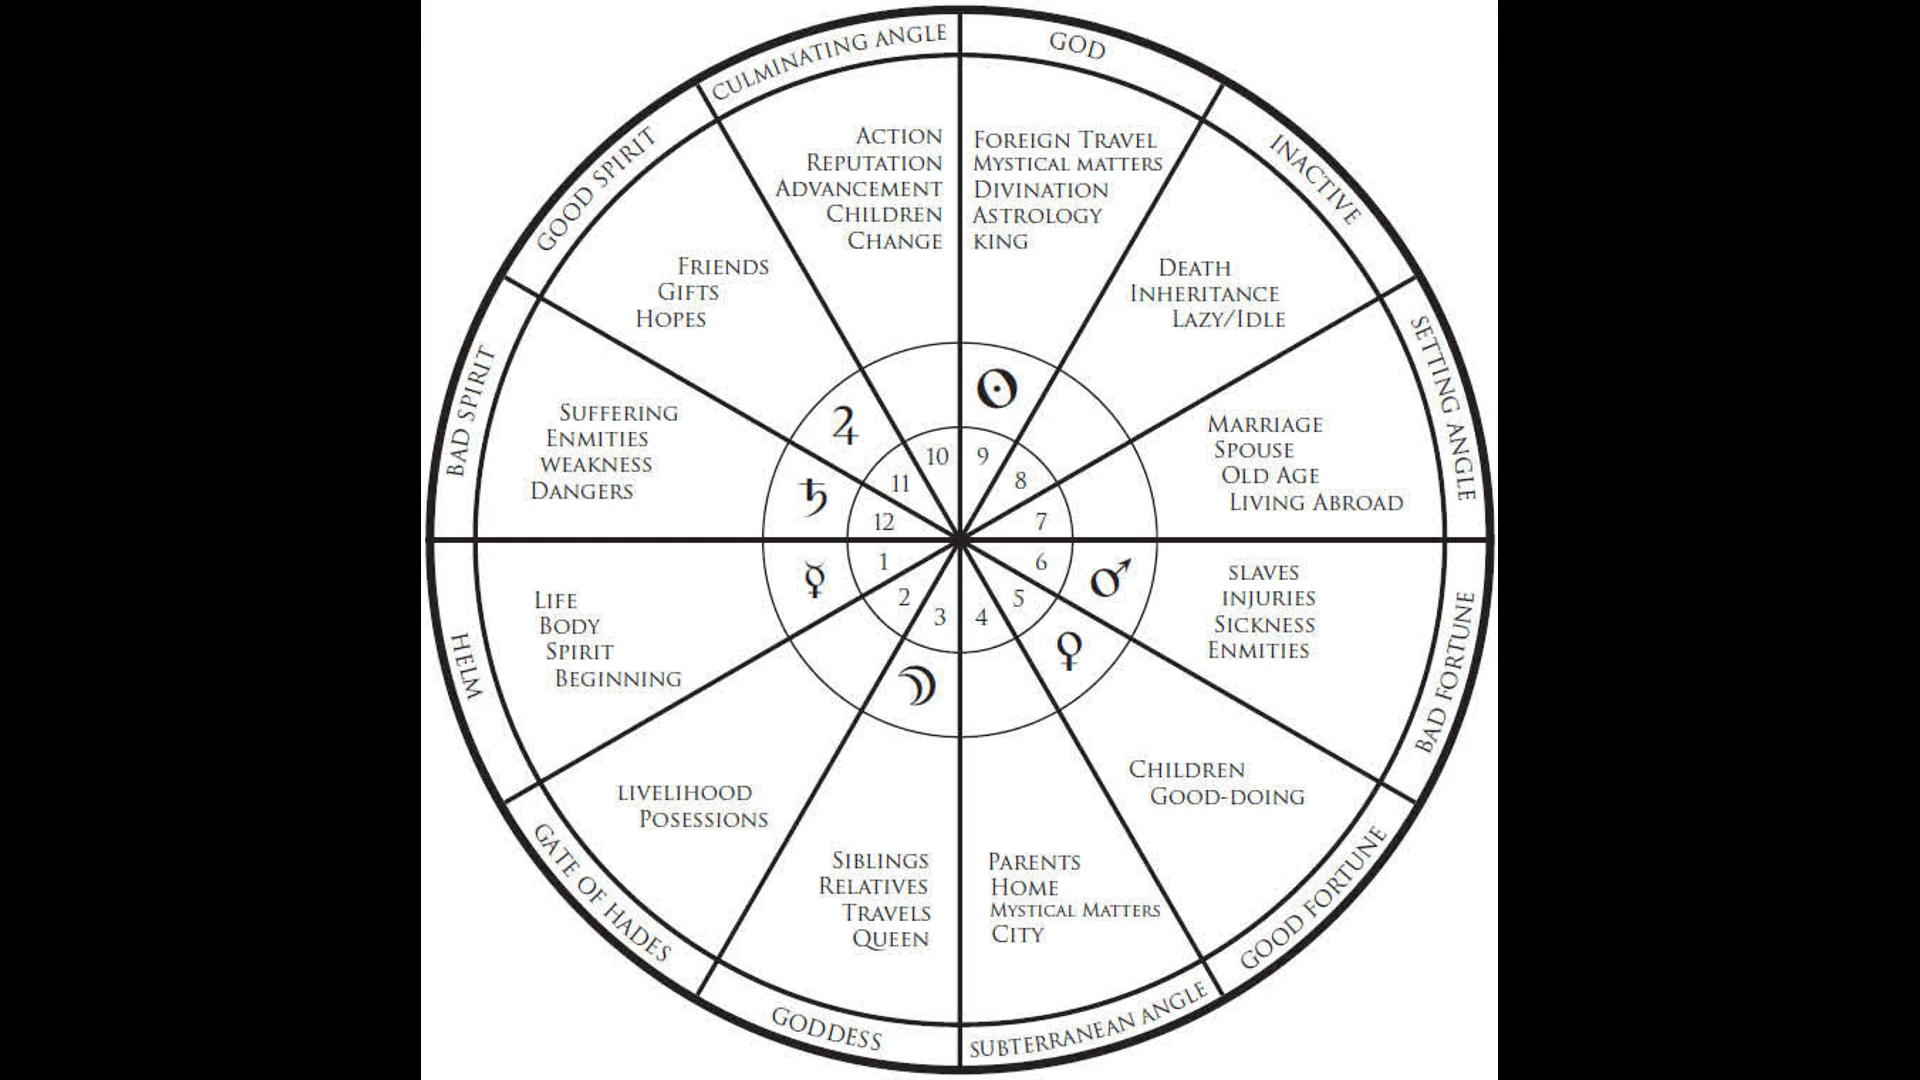 CULMINATING ANGLE
GOD
INACTIVE
SETTING ANGLE
BAD FORTUNE
GOOD FORTUNE
SUBTERRANEAN ANGLE
GODDESS
GATE OF HADES
HELM
BAD SPIRIT
GOOD SPIRIT
ACTION
REPUTATION
ADVANCEMENT
CHILDREN
CHANGE
FOREIGN TRAVEL
MYSTICAL MATTERS
DIVINATION
ASTROLOGY
KING
DEATH
INHERITANCE
LAZY/IDLE
MARRIAGE
SPOUSE
OLD AGE
LIVING ABROAD
SLAVES
INJURIES
SICKNESS
ENMITIES
CHILDREN
GOOD-DOING
PARENTS
HOME
MYSTICAL MATTERS
CITY
SIBLINGS
RELATIVES
TRAVELS
QUEEN
LIVELIHOOD
POSESSIONS
LIFE
BODY
SPIRIT
BEGINNING
SUFFERING
ENMITIES
WEAKNESS
DANGERS
FRIENDS
GIFTS
HOPES
☉
♂
♀
☽
☿
♄
♃
10
9
8
7
6
5
4
3
2
1
12
11